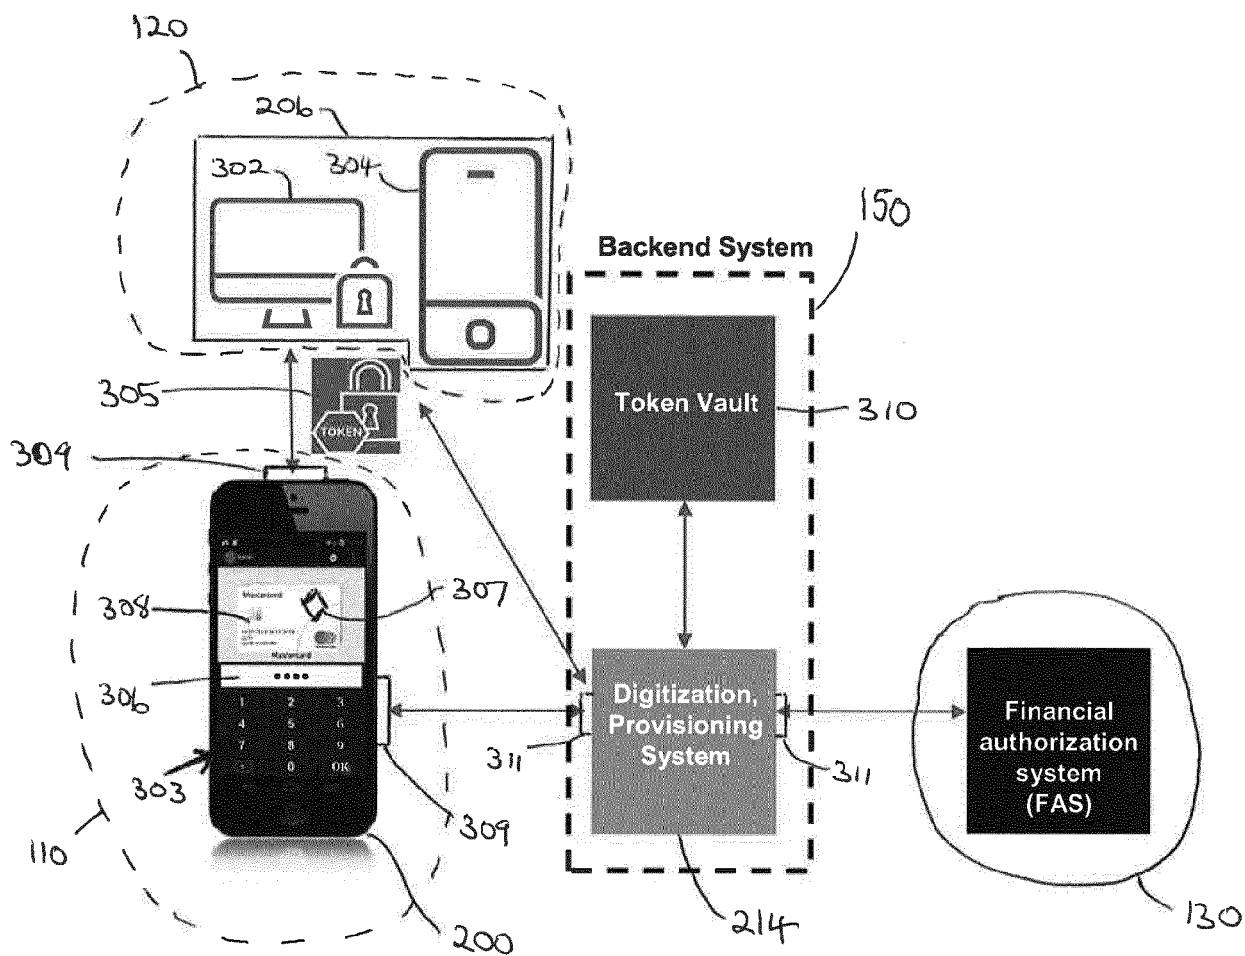 120
206
302
304
150
Backend System
305
TOKEN
Token Vault
310
309
308
307
Mastercard
306
••••
1 2 3
4 5 6
7 8 9
0 OK
303
309
110
200
311
Digitization,
Provisioning
System
311
214
Financial
authorization
system
(FAS)
130